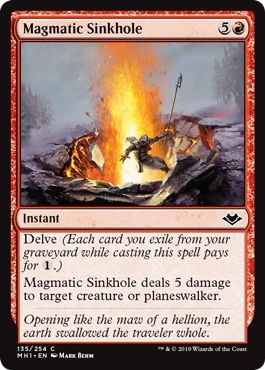 Magmatic Sinkhole 5
Instant
Delve (Each card you exile from your
graveyard while casting this spell pays
for 1.)
Magmatic Sinkhole deals 5 damage
to target creature or planeswalker.
Opening like the maw of a hellion, the
earth swallowed the traveler whole.
135/254 C
MH1 • EN Mark Behm
™ & © 2019 Wizards of the Coast